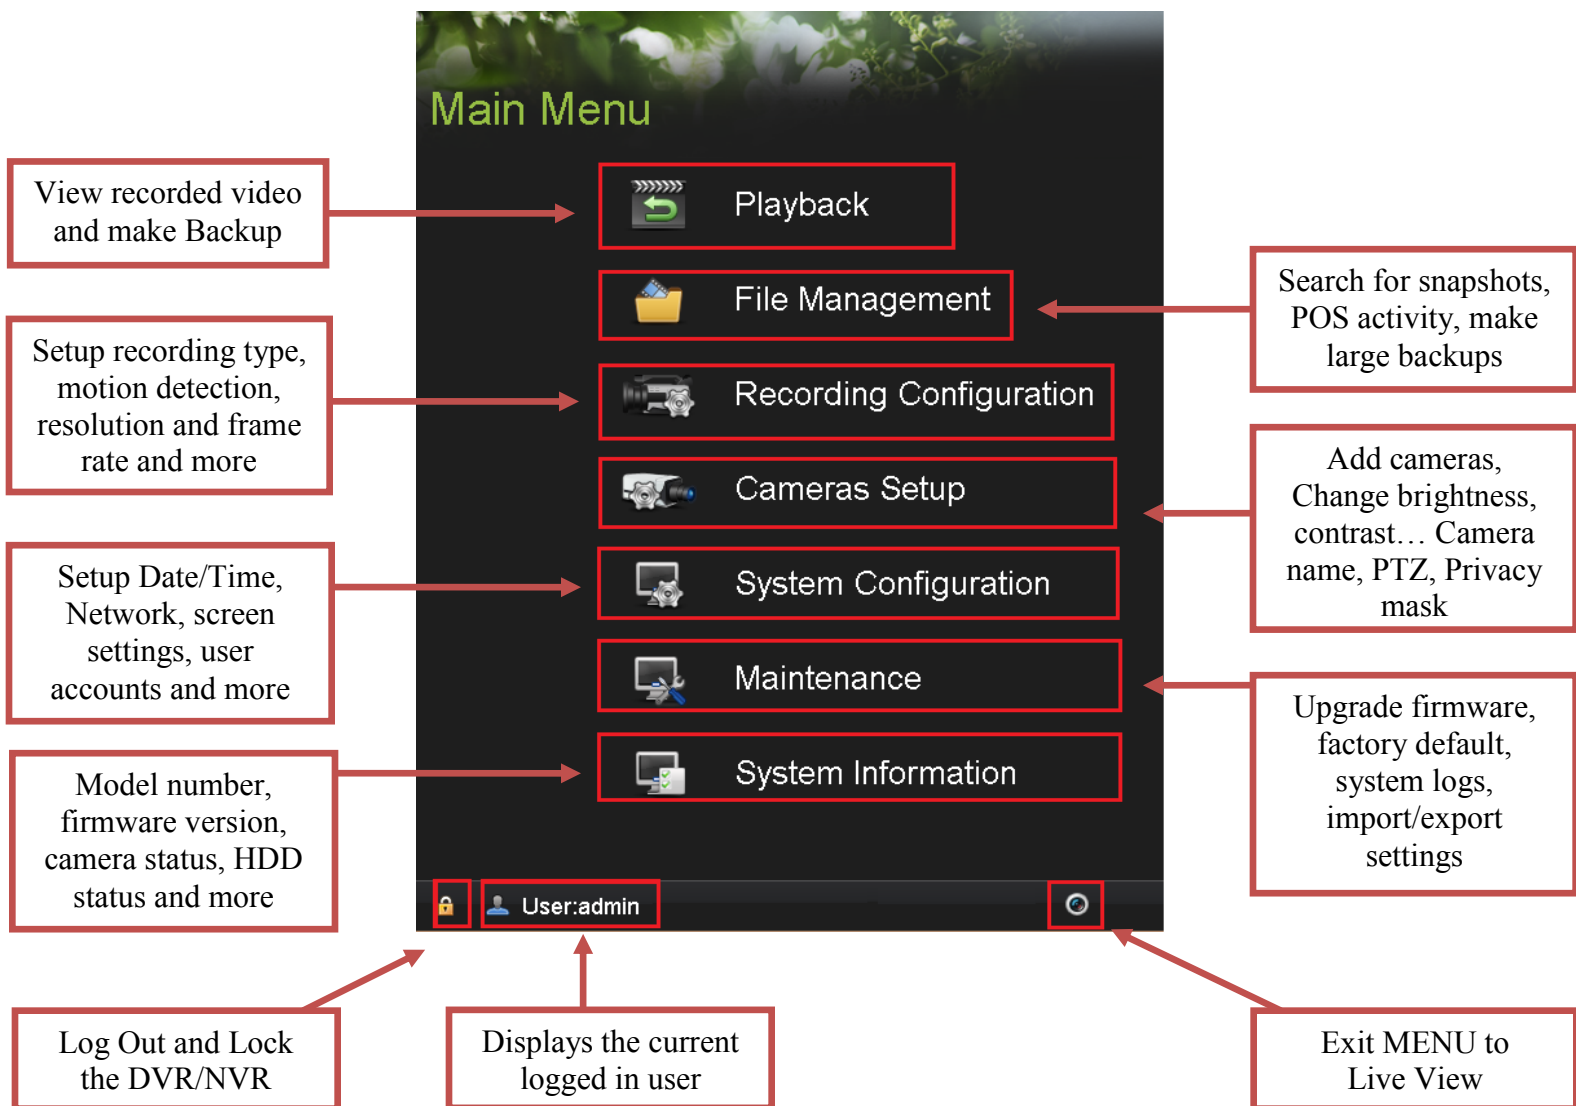 Main Menu
View recorded video
and make Backup
Playback
File Management
Search for snapshots,
POS activity, make
large backups
Setup recording type,
motion detection,
resolution and frame
rate and more
Recording Configuration
Cameras Setup
Add cameras,
Change brightness,
contrast… Camera
name, PTZ, Privacy
mask
Setup Date/Time,
Network, screen
settings, user
accounts and more
System Configuration
Maintenance
Upgrade firmware,
factory default,
system logs,
import/export
settings
Model number,
firmware version,
camera status, HDD
status and more
System Information
User:admin
Log Out and Lock
the DVR/NVR
Displays the current
logged in user
Exit MENU to
Live View